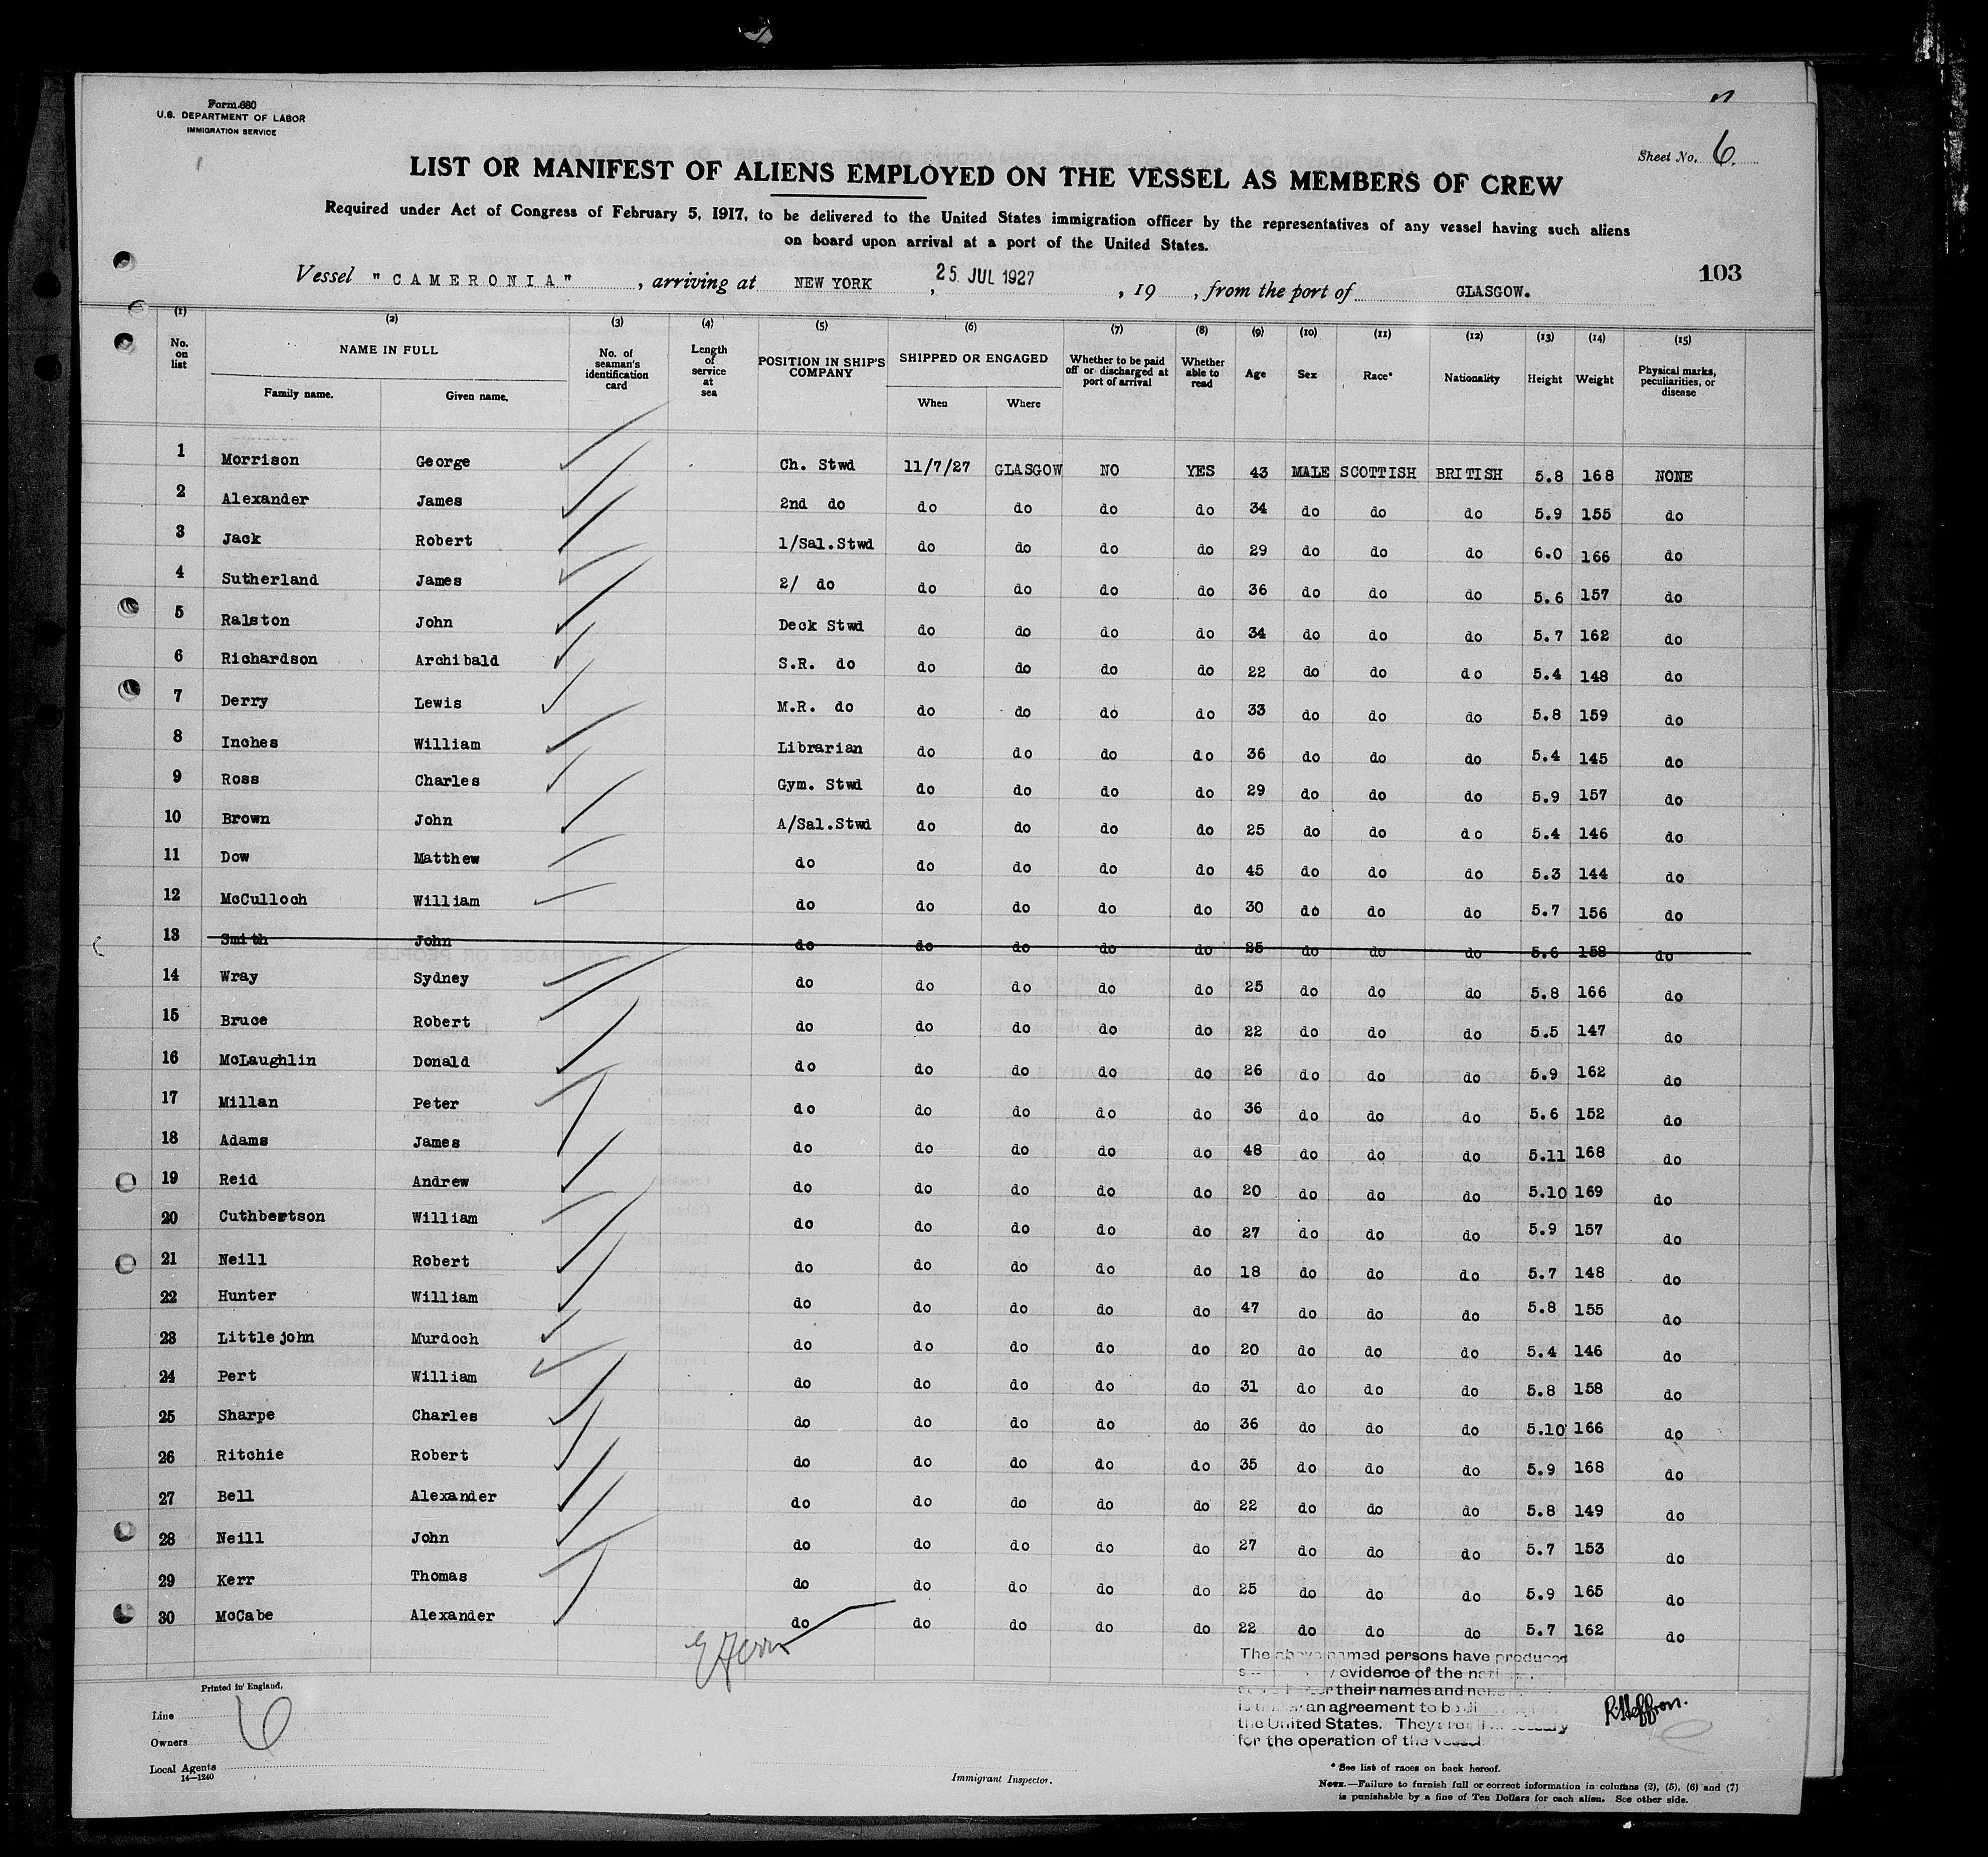 Form 680
U.S. DEPARTMENT OF LABOR
IMMIGRATION SERVICE
Sheet No. 6.
LIST OR MANIFEST OF ALIENS EMPLOYED ON THE VESSEL AS MEMBERS OF CREW
Required under Act of Congress of February 5, 1917, to be delivered to the United States immigration officer by the representatives of any vessel having such aliens
on board upon arrival at a port of the United States.
Vessel "CAMERONIA", arriving at NEW YORK, 25 JUL 1927, 19, from the port of GLASGOW.
103
(1) (2) (3) (4) (5) (6) (7) (8) (9) (10) (11) (12) (13) (14) (15)
No. on list NAME IN FULL Family name. Given name. No. of seaman's identification card Length of service at sea POSITION IN SHIP'S COMPANY SHIPPED OR ENGAGED When Where Whether to be paid off or discharged at port of arrival Whether able to read Age Sex Race* Nationality Height Weight Physical marks, peculiarities, or disease
1 Morrison George Ch. Stwd 11/7/27 GLASGOW NO YES 43 MALE SCOTTISH BRITISH 5.8 168 NONE
2 Alexander James 2nd do do do do do 34 do do do 5.9 155 do
3 Jack Robert 1/Sal.Stwd do do do do 29 do do do 6.0 166 do
4 Sutherland James 2/ do do do do do 36 do do do 5.6 157 do
5 Ralston John Deck Stwd do do do do 34 do do do 5.7 162 do
6 Richardson Archibald S.R. do do do do do 22 do do do 5.4 148 do
7 Derry Lewis M.R. do do do do do 33 do do do 5.8 159 do
8 Inches William Librarian do do do do 36 do do do 5.4 145 do
9 Ross Charles Gym. Stwd do do do do 29 do do do 5.9 157 do
10 Brown John A/Sal.Stwd do do do do 25 do do do 5.4 146 do
11 Dow Matthew do do do do do 45 do do do 5.3 144 do
12 McCulloch William do do do do do 30 do do do 5.7 156 do
13 Smith John do do do do do 25 do do do 5.6 158 do
14 Wray Sydney do do do do do 25 do do do 5.8 166 do
15 Bruce Robert do do do do do 22 do do do 5.5 147 do
16 McLaughlin Donald do do do do do 26 do do do 5.9 162 do
17 Millan Peter do do do do do 36 do do do 5.6 152 do
18 Adams James do do do do do 48 do do do 5.11 168 do
19 Reid Andrew do do do do do 20 do do do 5.10 169 do
20 Cuthbertson William do do do do do 27 do do do 5.9 157 do
21 Neill Robert do do do do do 18 do do do 5.7 148 do
22 Hunter William do do do do do 47 do do do 5.8 155 do
23 Littlejohn Murdoch do do do do do 20 do do do 5.4 146 do
24 Pert William do do do do do 31 do do do 5.8 158 do
25 Sharpe Charles do do do do do 36 do do do 5.10 166 do
26 Ritchie Robert do do do do do 35 do do do 5.9 168 do
27 Bell Alexander do do do do do 22 do do do 5.8 149 do
28 Neill John do do do do do 27 do do do 5.7 153 do
29 Kerr Thomas do do do do do 25 do do do 5.9 165 do
30 McCabe Alexander do do do do do 22 do do do 5.7 162 do
The above named persons have produced
evidence of the
their names and
an agreement to be
the United States. They
for the operation of the vessel
R. Heffron.
Printed in England.
6
Line
Owners
Local Agents
14—1240
Immigrant Inspector.
* See list of races on back hereof.
NOTE.—Failure to furnish full or correct information in columns (2), (5), (6) and (7)
is punishable by a fine of Ten Dollars for each alien. See other side.